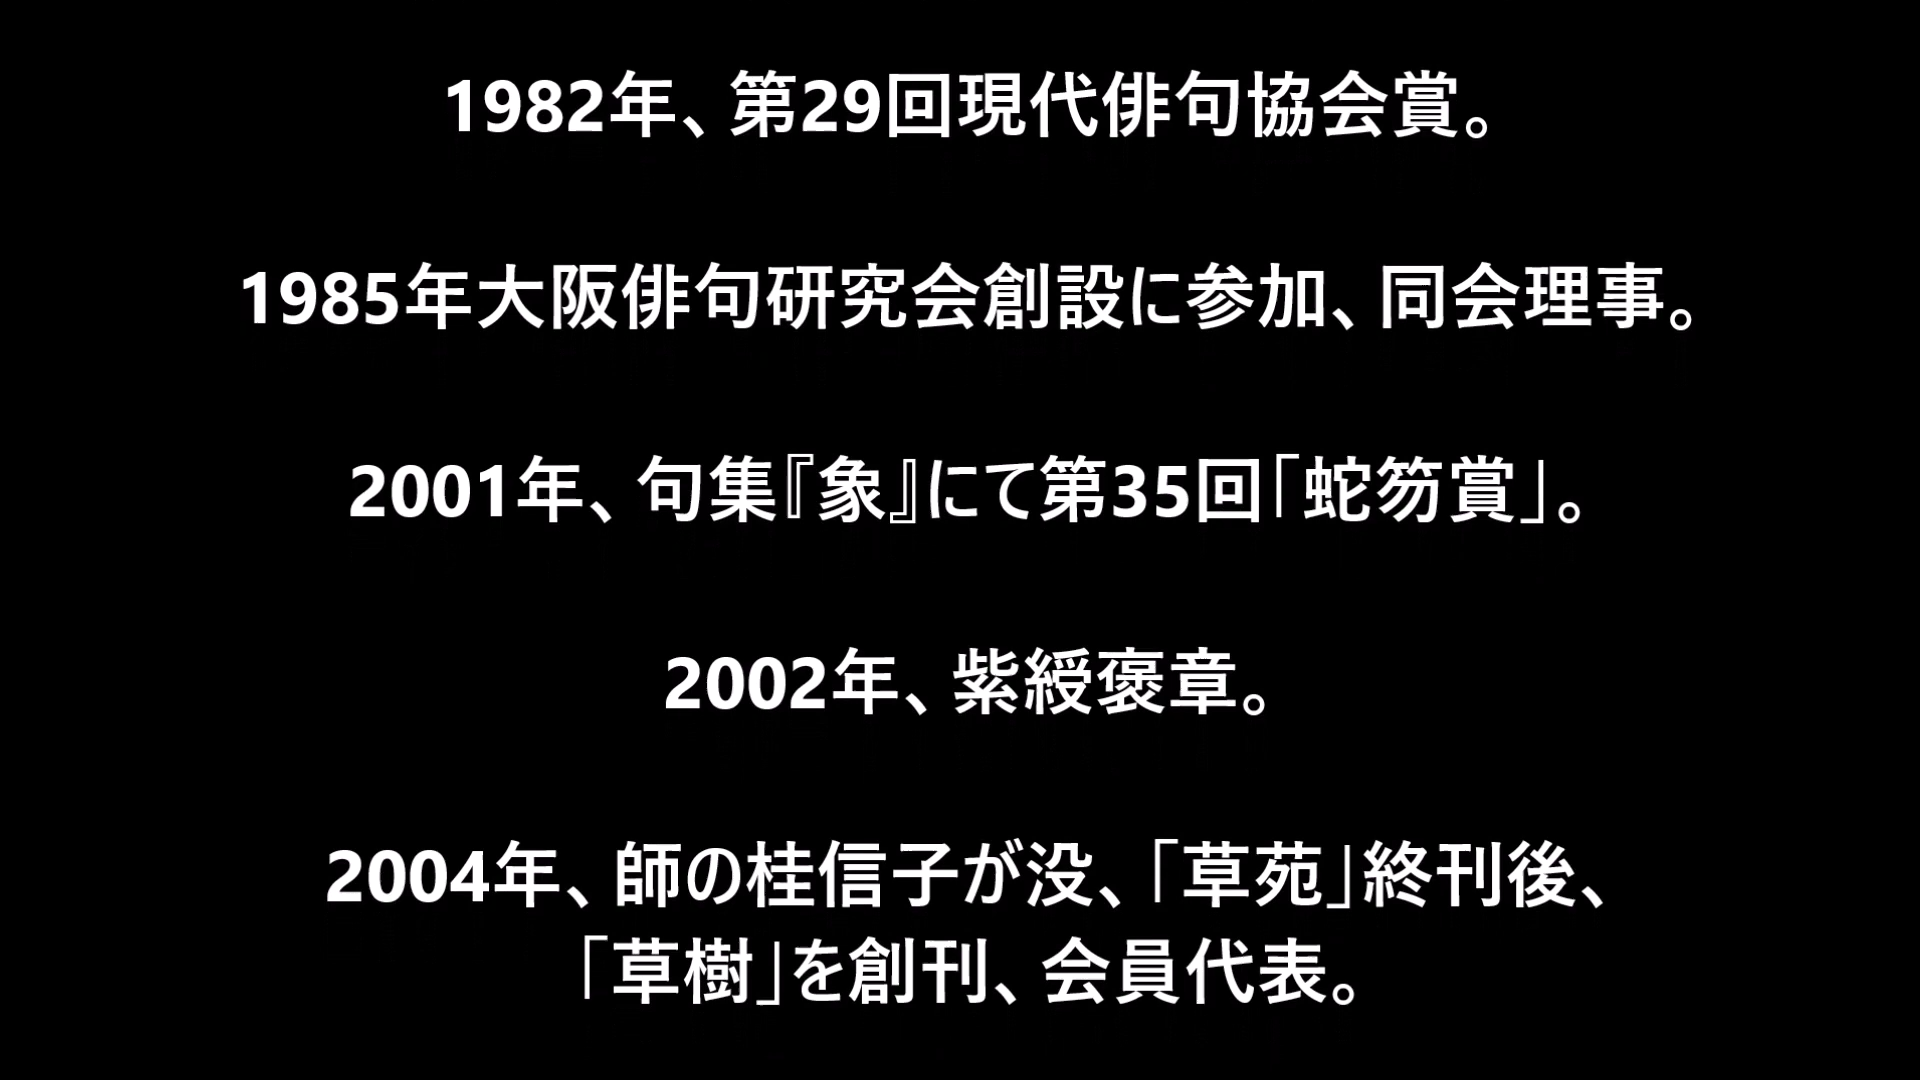 1982年、第29回現代俳句協会賞。
1985年大阪俳句研究会創設に参加、同会理事。
2001年、句集『象』にて第35回「蛇笏賞」。
2002年、紫綬褒章。
2004年、師の桂信子が没、「草苑」終刊後、
「草樹」を創刊、会員代表。